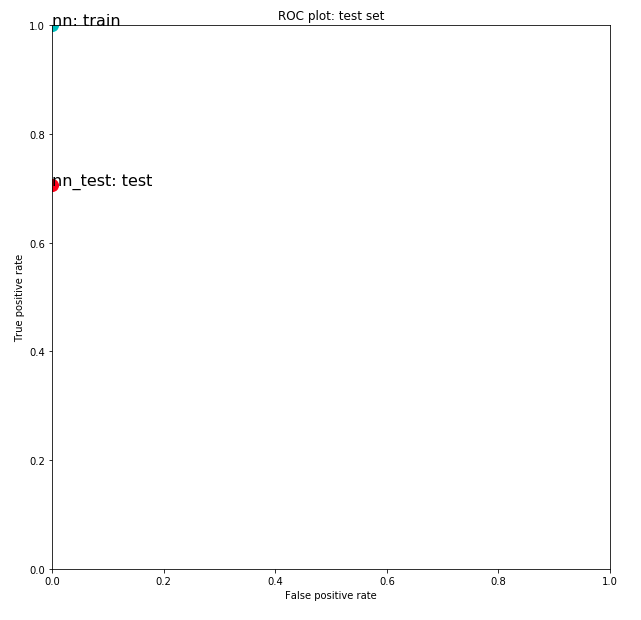 ROC plot: test set
nn: train
nn_test: test
True positive rate
1.0
0.8
0.6
0.4
0.2
0.0
0.0 0.2 0.4 0.6 0.8 1.0
False positive rate